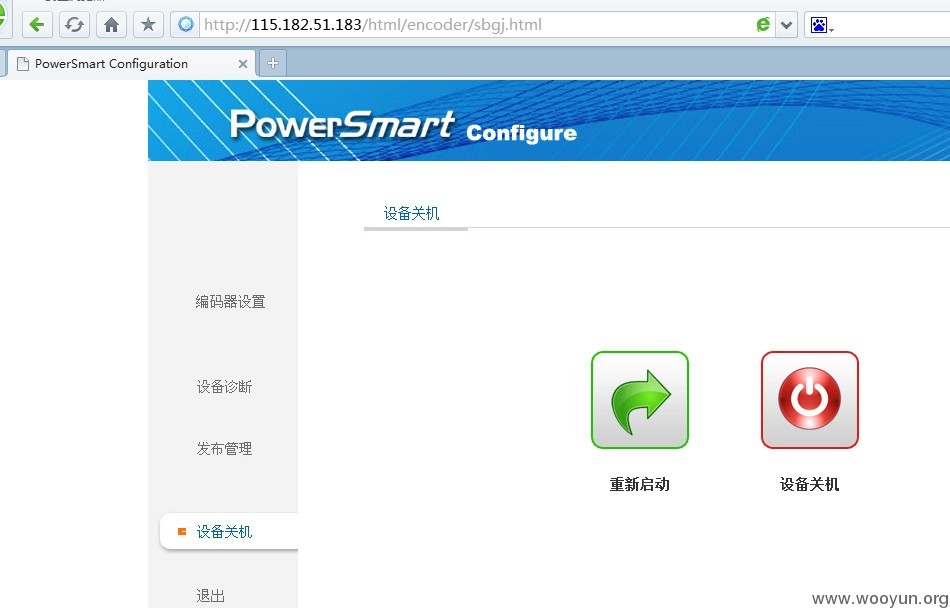 http://115.182.51.183/html/encoder/sbgj.html
PowerSmart Configuration
PowerSmart Configure
设备关机
编码器设置
设备诊断
发布管理
设备关机
退出
重新启动
设备关机
www.wooyun.org